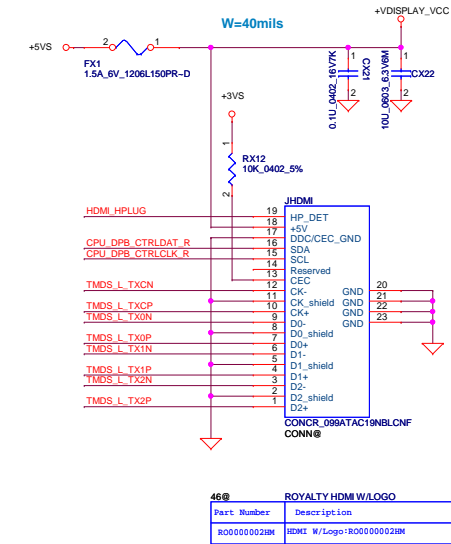 +VDISPLAY_VCC
W=40mils
+5VS
2
1
FX1
1.5A_6V_1206L150PR~D
1
2
CX21
0.1U_0402_16V7K
1
2
CX22
10U_0603_6.3V6M
+3VS
1
2
RX12
10K_0402_5%
JHDMI
HDMI_HPLUG 19 HP_DET
18 +5V
17 DDC/CEC_GND
CPU_DPB_CTRLDAT_R 16 SDA
CPU_DPB_CTRLCLK_R 15 SCL
14 Reserved
13 CEC
TMDS_L_TXCN 12 CK- GND 20
11 CK_shield GND 21
TMDS_L_TXCP 10 CK+ GND 22
TMDS_L_TX0N 9 D0- GND 23
8 D0_shield
TMDS_L_TX0P 7 D0+
TMDS_L_TX1N 6 D1-
5 D1_shield
TMDS_L_TX1P 4 D1+
TMDS_L_TX2N 3 D2-
2 D2_shield
TMDS_L_TX2P 1 D2+
CONCR_099ATAC19NBLCNF
CONN@
46@ ROYALTY HDMI W/LOGO
Part Number Description
RO0000002HM HDMI W/Logo:RO0000002HM